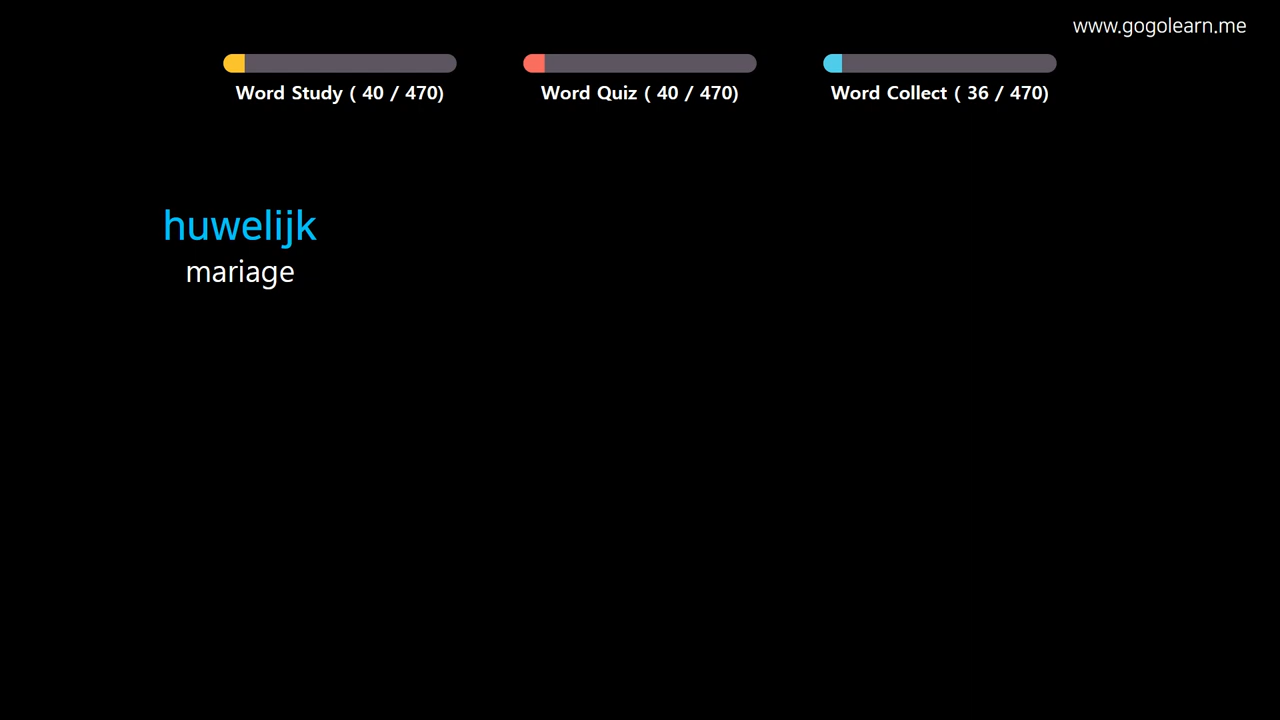 www.gogolearn.me
Word Study ( 40 / 470)
Word Quiz ( 40 / 470)
Word Collect ( 36 / 470)
huwelijk
mariage